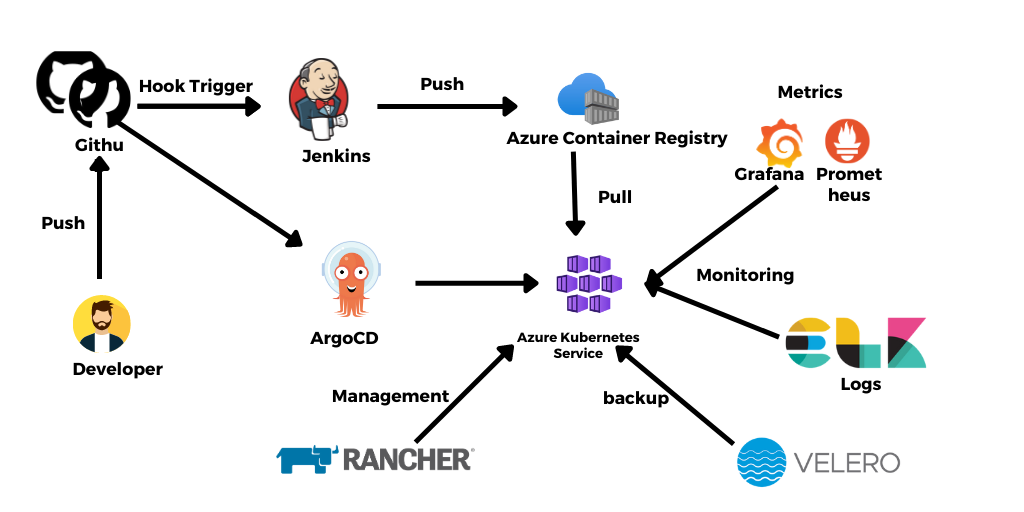 Hook Trigger
Push
Metrics
Githu
Jenkins
Azure Container Registry
Grafana
Promet
heus
Push
Pull
Monitoring
ArgoCD
Azure Kubernetes
Service
Developer
ELK
Logs
Management
backup
RANCHER
VELERO